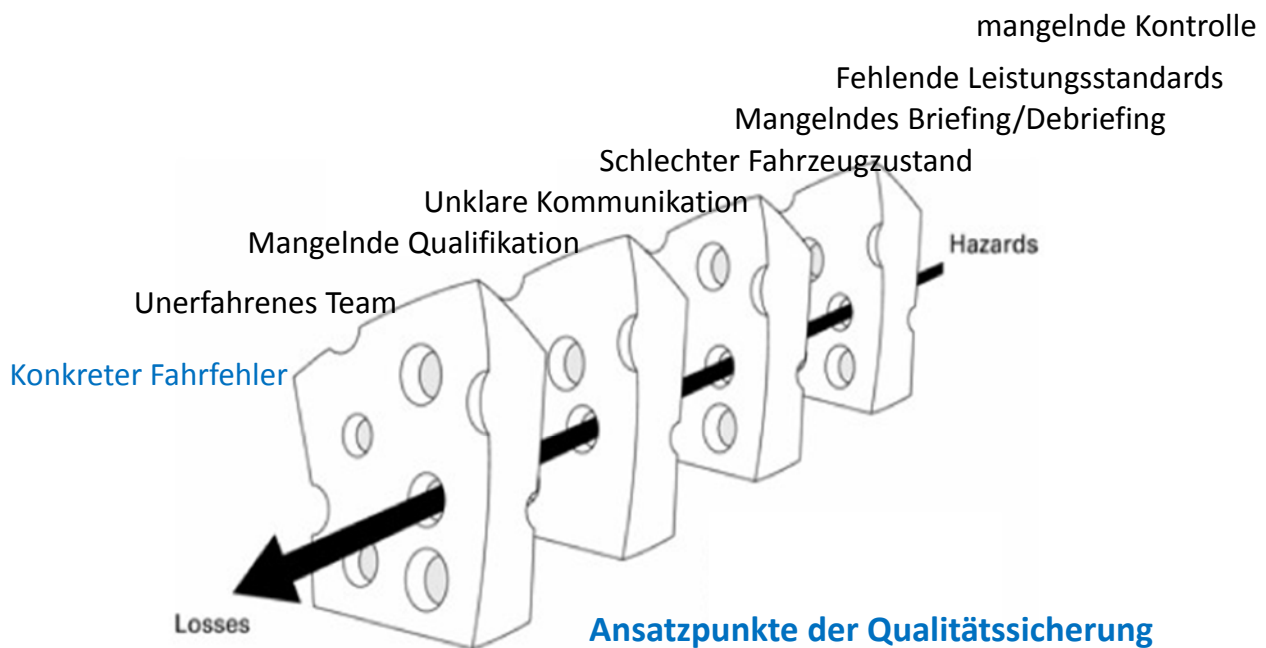 mangelnde Kontrolle
Fehlende Leistungsstandards
Mangelndes Briefing/Debriefing
Schlechter Fahrzeugzustand
Unklare Kommunikation
Mangelnde Qualifikation
Hazards
Unerfahrenes Team
Konkreter Fahrfehler
Losses
Ansatzpunkte der Qualitätssicherung